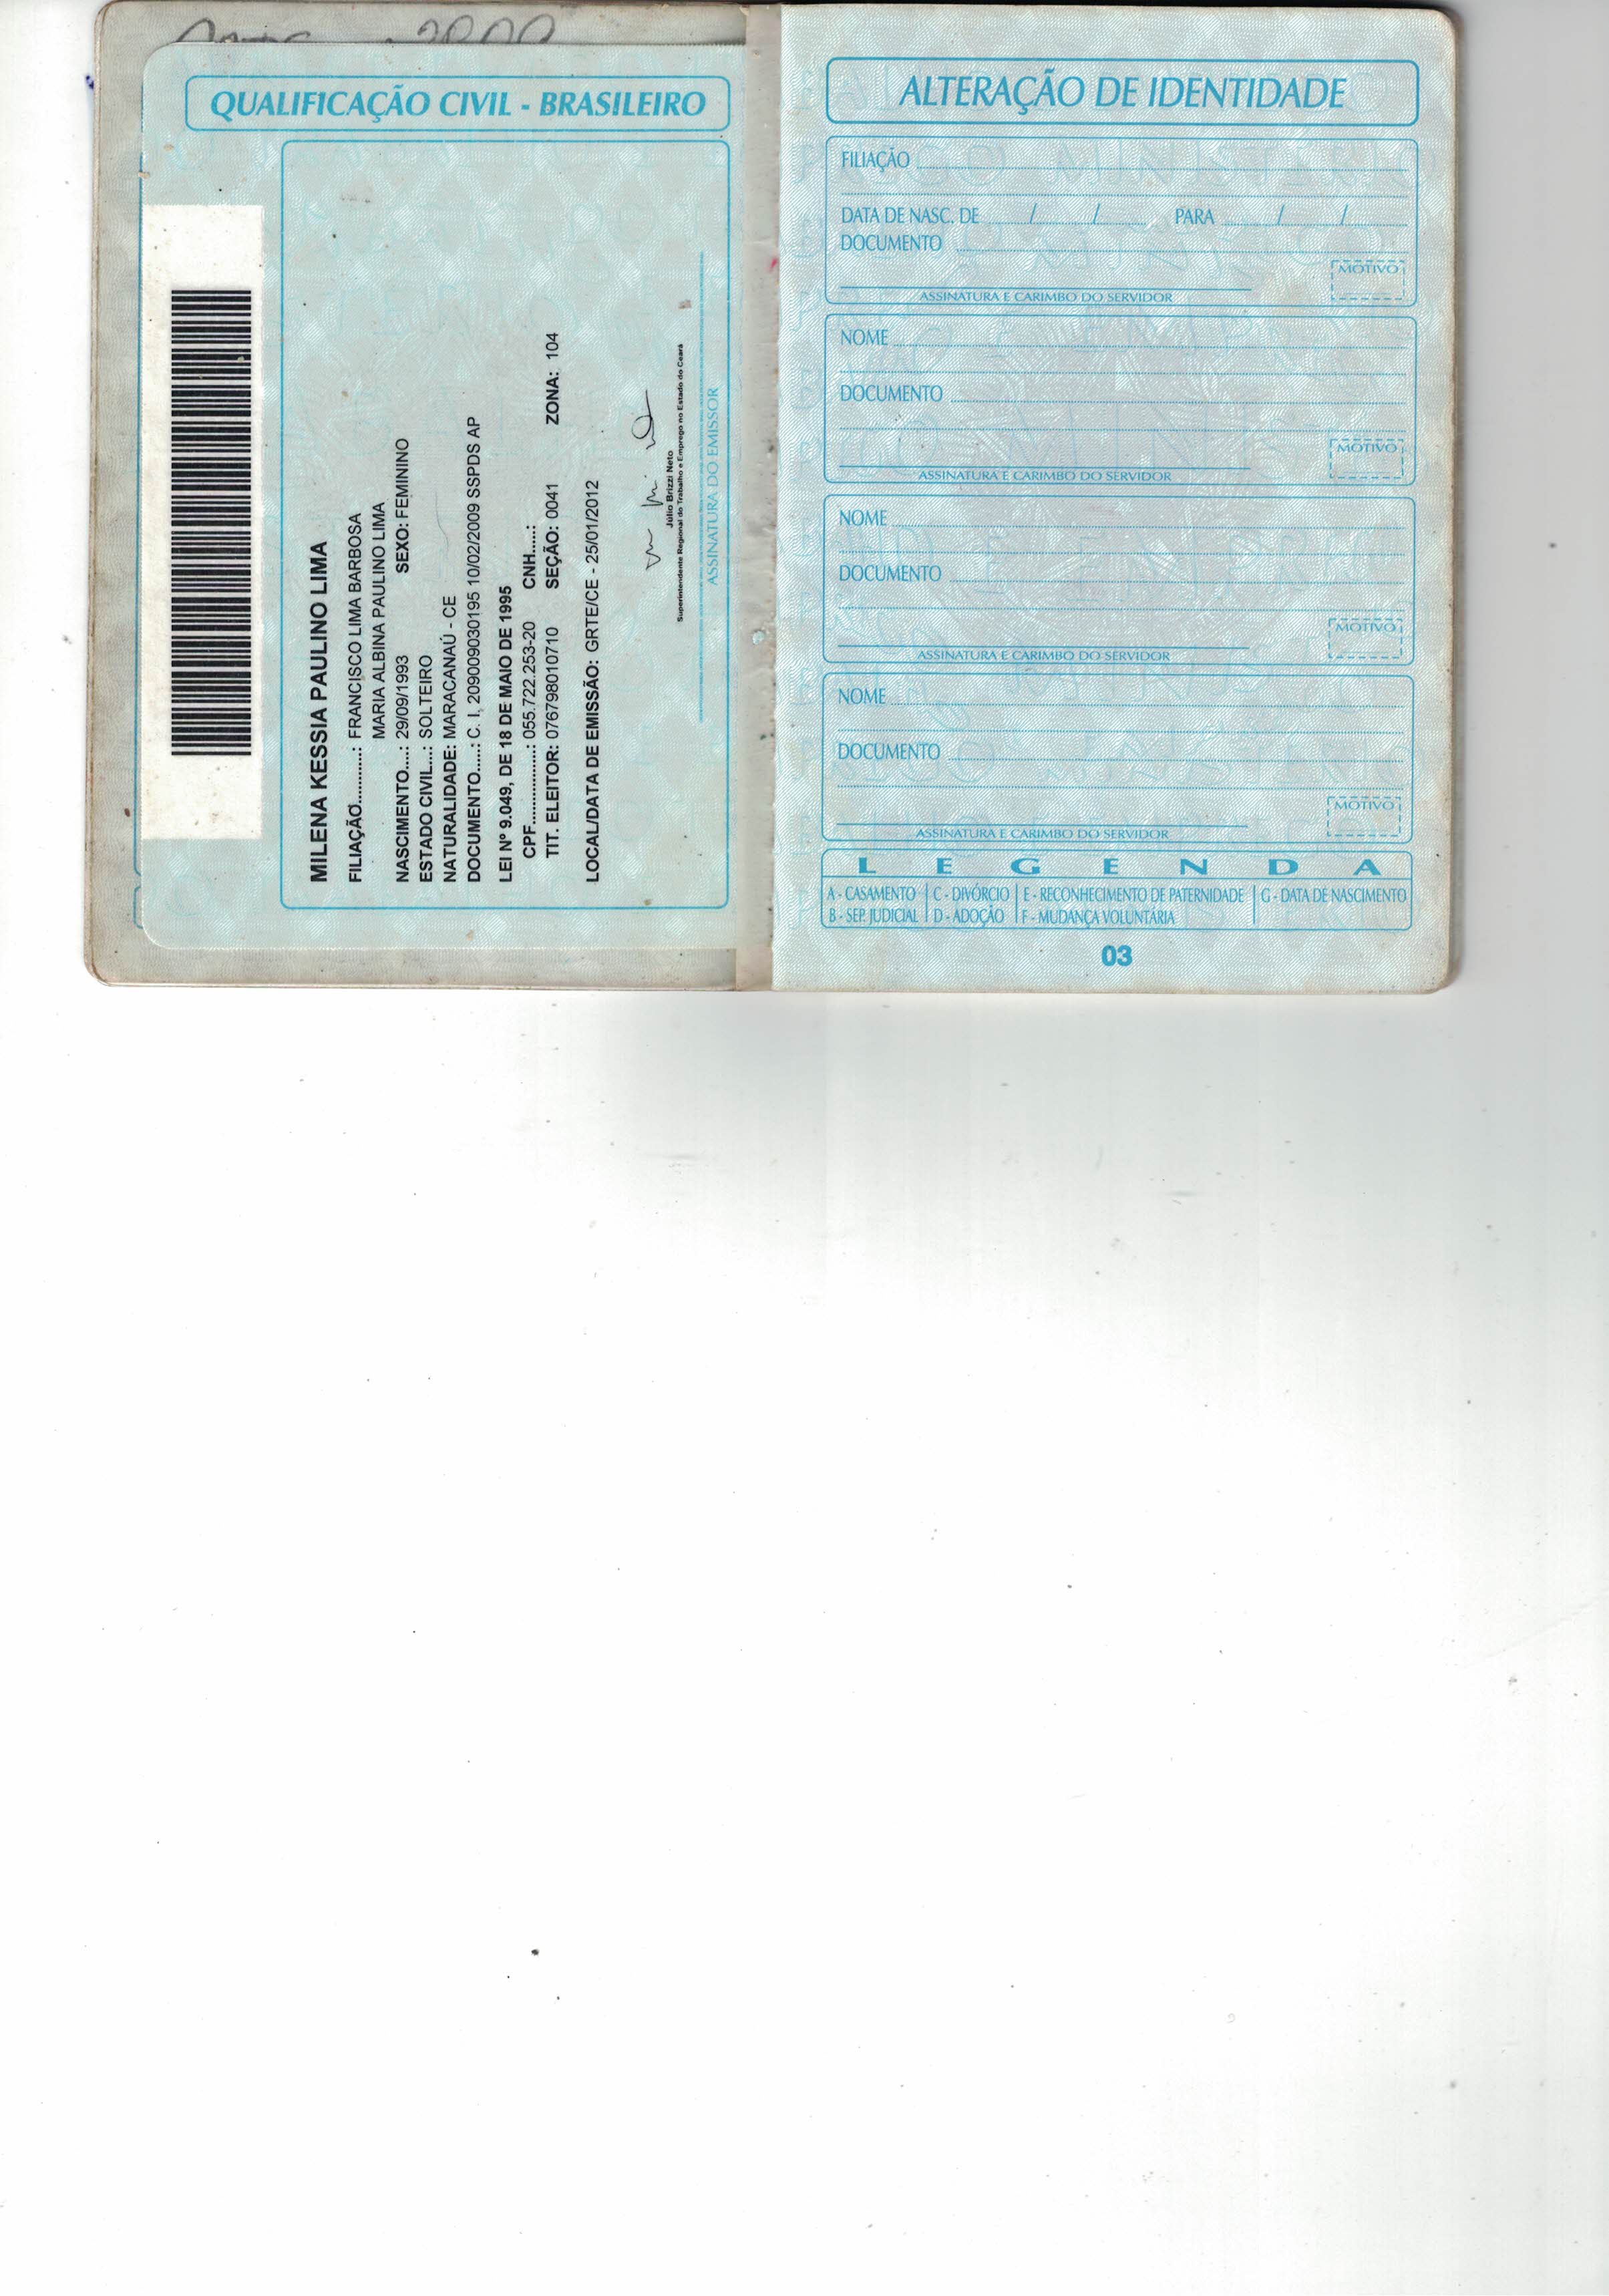 QUALIFICAÇÃO CIVIL - BRASILEIRO
MILENA KESSIA PAULINO LIMA
FILIAÇÃO............: FRANCISCO LIMA BARBOSA
MARIA ALBINA PAULINO LIMA
NASCIMENTO....: 29/09/1993 SEXO: FEMININO
ESTADO CIVIL...: SOLTEIRO
NATURALIDADE: MARACANAÚ - CE
DOCUMENTO.....: C. I, 209009030195 10/02/2009 SSPDS AP
LEI Nº 9.049, DE 18 DE MAIO DE 1995
CPF..................: 055.722.253-20 CNH......:
TIT. ELEITOR: 076798010710 SEÇÃO: 0041 ZONA: 104
LOCAL/DATA DE EMISSÃO: GRTE/CE - 25/01/2012
Júlio Brizzi Neto
Superintendente Regional do Trabalho e Emprego no Estado do Ceará
ASSINATURA DO EMISSOR
ALTERAÇÃO DE IDENTIDADE
FILIAÇÃO
DATA DE NASC. DE / / PARA / /
DOCUMENTO
MOTIVO
ASSINATURA E CARIMBO DO SERVIDOR
NOME
DOCUMENTO
MOTIVO
ASSINATURA E CARIMBO DO SERVIDOR
NOME
DOCUMENTO
MOTIVO
ASSINATURA E CARIMBO DO SERVIDOR
NOME
DOCUMENTO
MOTIVO
ASSINATURA E CARIMBO DO SERVIDOR
LEGENDA
A - CASAMENTO C - DIVÓRCIO E - RECONHECIMENTO DE PATERNIDADE G - DATA DE NASCIMENTO
B - SEP. JUDICIAL D - ADOÇÃO F - MUDANÇA VOLUNTÁRIA
03